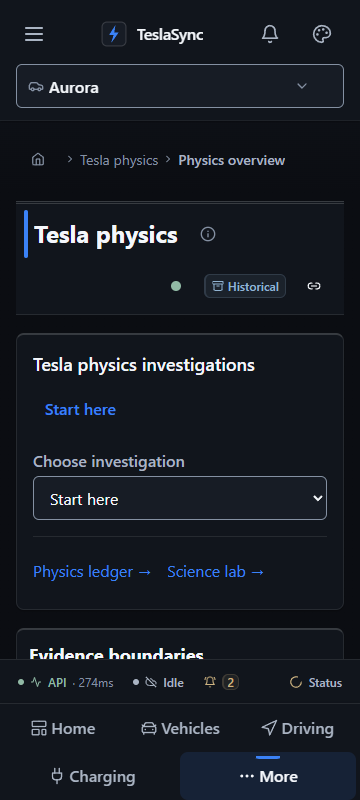 TeslaSync
Aurora
Tesla physics
Physics overview
Tesla physics
Historical
Tesla physics investigations
Start here
Choose investigation
Start here
Physics ledger →
Science lab →
Evidence boundaries
API · 274ms
Idle
2
Status
Home
Vehicles
Driving
Charging
More